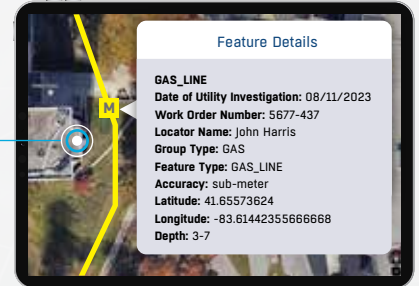 Feature Details
GAS_LINE
Date of Utility Investigation: 08/11/2023
Work Order Number: 5677-437
Locator Name: John Harris
Group Type: GAS
Feature Type: GAS_LINE
Accuracy: sub-meter
Latitude: 41.65573624
Longitude: -83.61442355666668
Depth: 3-7
M